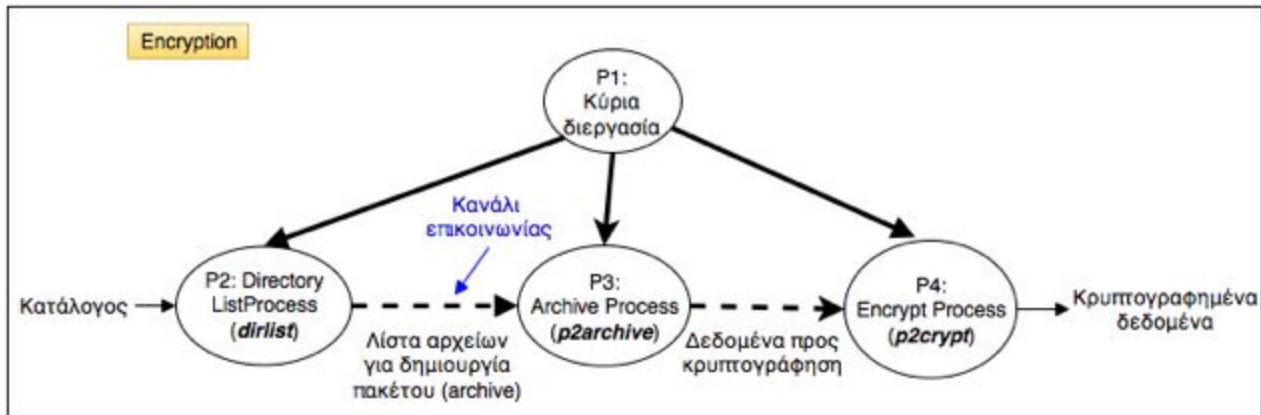 Encryption
P1:
Κύρια
διεργασία
Κανάλι
επικοινωνίας
Κατάλογος
P2: Directory
ListProcess
(dirlist)
Λίστα αρχείων
για δημιουργία
πακέτου (archive)
P3:
Archive Process
(p2archive)
Δεδομένα προς
κρυπτογράφηση
P4:
Encrypt Process
(p2crypt)
Κρυπτογραφημένα
δεδομένα